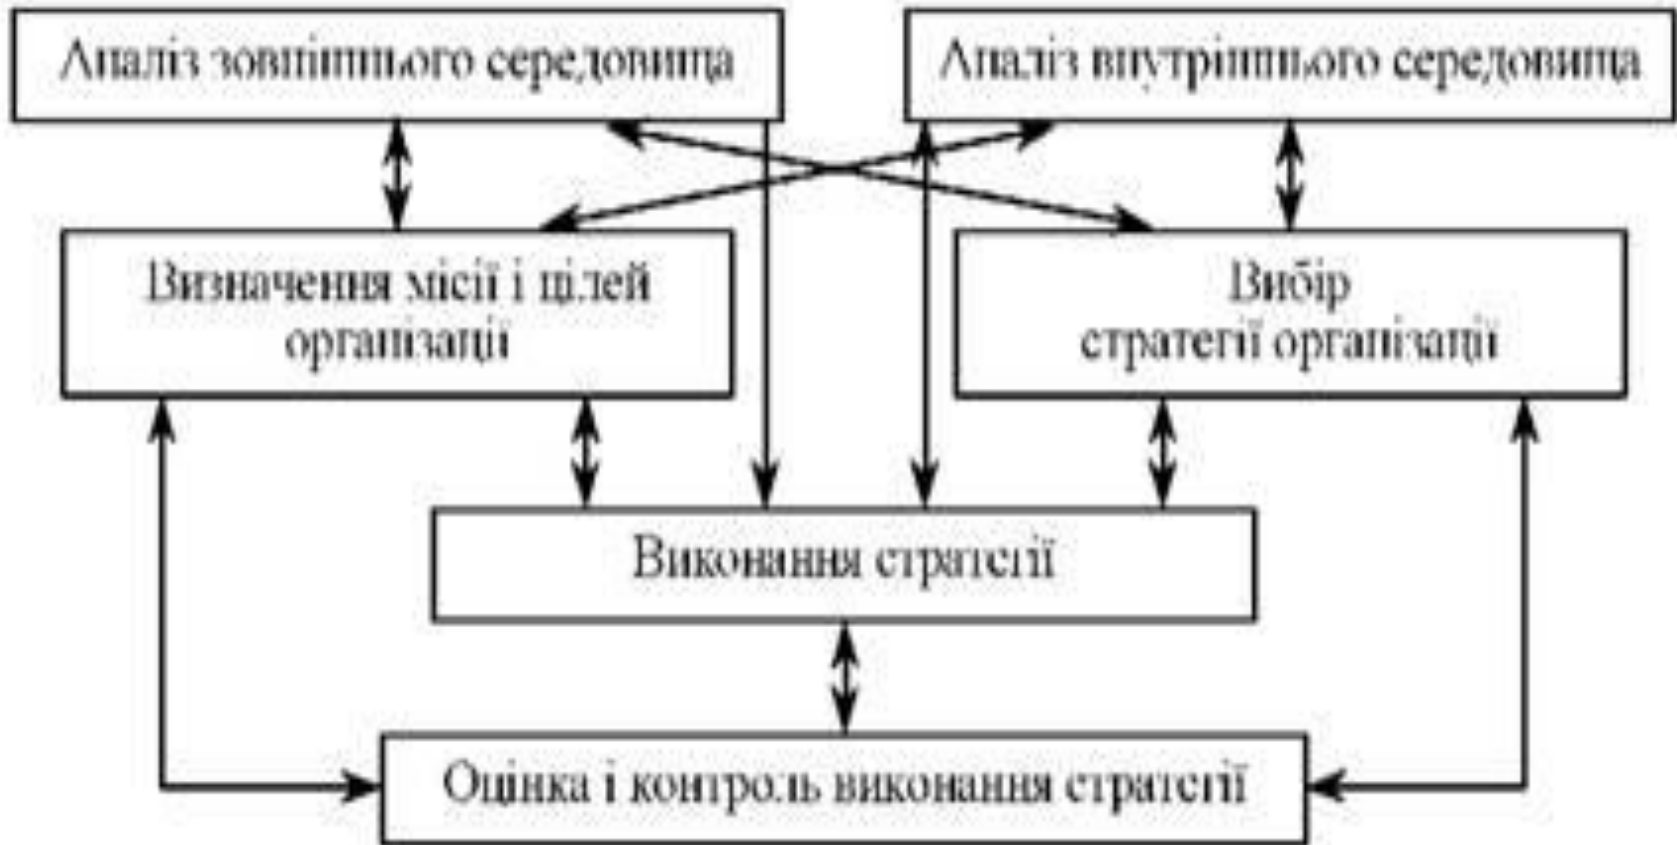 Аналіз зовнішнього середовища
Аналіз внутрішнього середовища
Визначення місії і цілей
організації
Вибір
стратегії організації
Виконання стратегії
Оцінка і контроль виконання стратегії